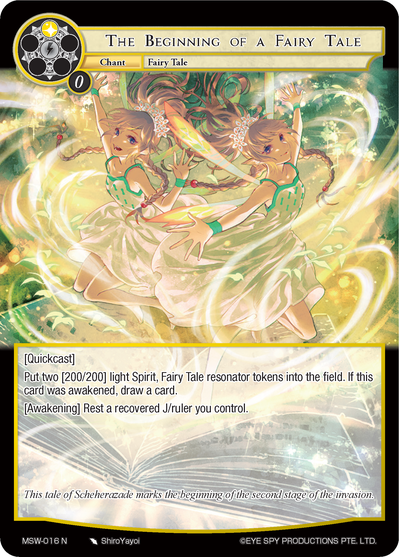 The Beginning of a Fairy Tale
Chant
Fairy Tale
0
[Quickcast]
Put two [200/200] light Spirit, Fairy Tale resonator tokens into the field. If this
card was awakened, draw a card.
[Awakening] Rest a recovered J/ruler you control.
This tale of Scheherazade marks the beginning of the second stage of the invasion.
MSW-016 N
ShiroYayoi
©EYE SPY PRODUCTIONS PTE. LTD.